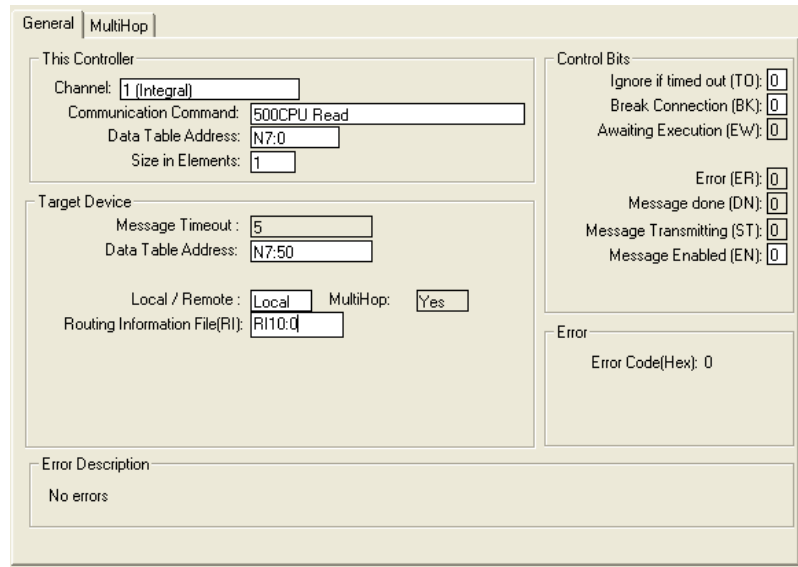 General
MultiHop
This Controller
Channel: 1 (Integral)
Communication Command: 500CPU Read
Data Table Address: N7:0
Size in Elements: 1
Target Device
Message Timeout : 5
Data Table Address: N7:50
Local / Remote : Local MultiHop: Yes
Routing Information File(RI): RI10:0
Control Bits
Ignore if timed out (TO): 0
Break Connection (BK): 0
Awaiting Execution (EW): 0
Error (ER): 0
Message done (DN): 0
Message Transmitting (ST): 0
Message Enabled (EN): 0
Error
Error Code(Hex): 0
Error Description
No errors